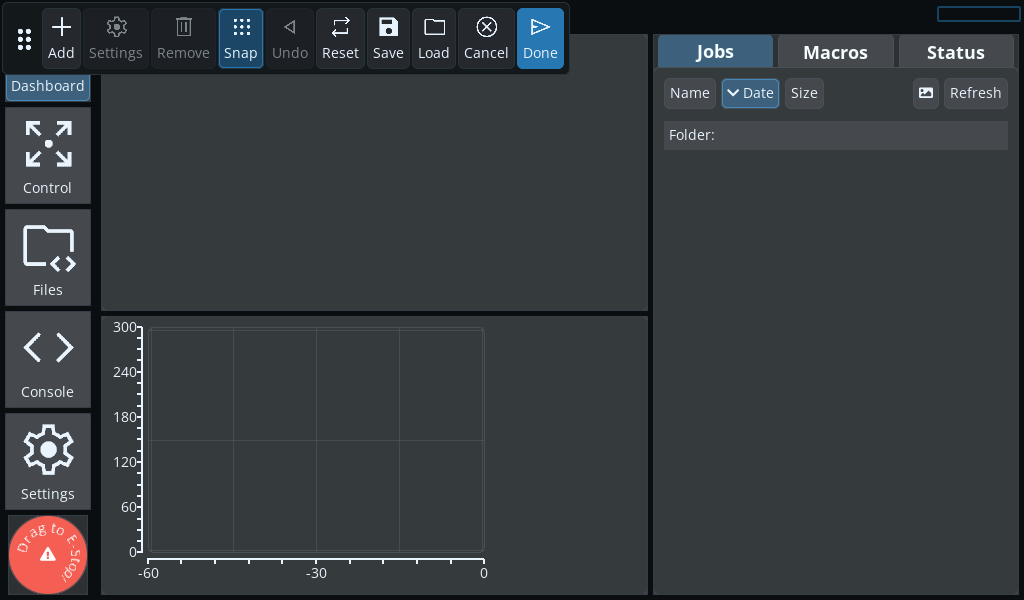 Add Settings Remove Snap Undo Reset Save Load Cancel Done
Jobs Macros Status
Dashboard
Name Date Size Refresh
Folder:
Control
Files
Console
Settings
Drag to E-Stop!
300
240
180
120
60
0
-60 -30 0